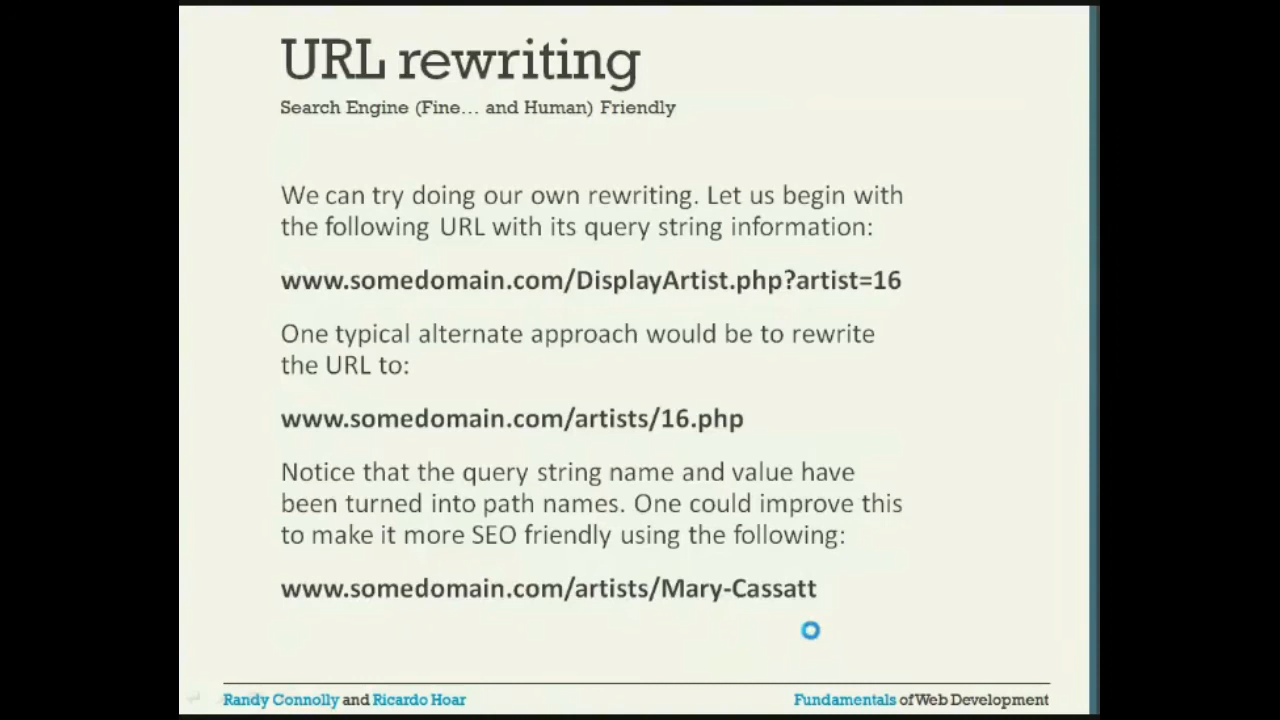 URL rewriting
Search Engine (Fine... and Human) Friendly
We can try doing our own rewriting. Let us begin with
the following URL with its query string information:
www.somedomain.com/DisplayArtist.php?artist=16
One typical alternate approach would be to rewrite
the URL to:
www.somedomain.com/artists/16.php
Notice that the query string name and value have
been turned into path names. One could improve this
to make it more SEO friendly using the following:
www.somedomain.com/artists/Mary-Cassatt
Randy Connolly and Ricardo Hoar
Fundamentals of Web Development